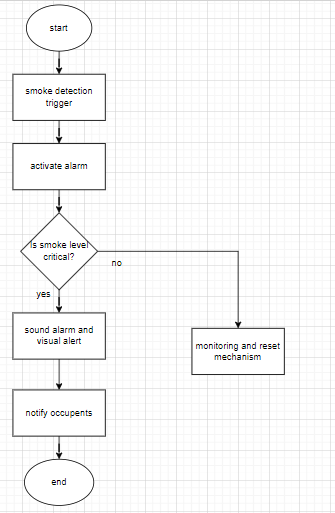 start
smoke detection
trigger
activate alarm
Is smoke level
critical?
no
yes
sound alarm and
visual alert
monitoring and reset
mechanism
notify occupents
end